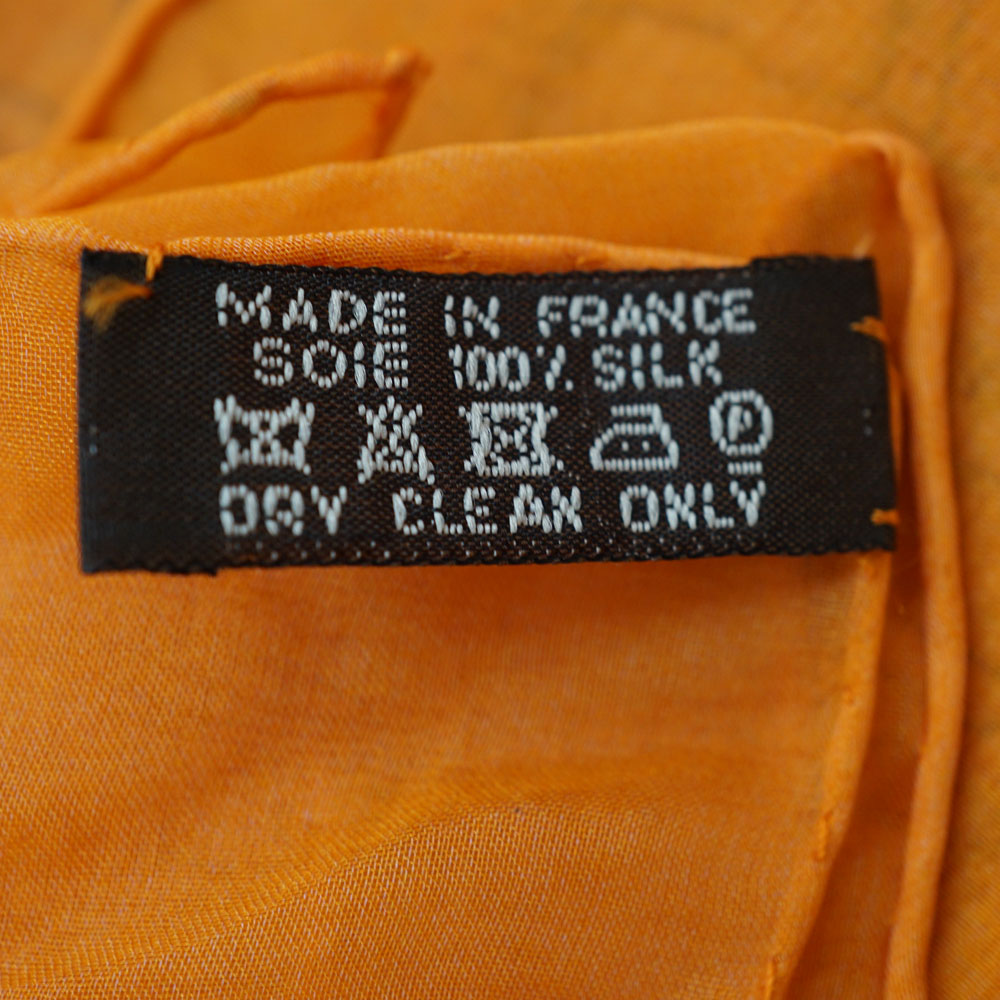 MADE IN FRANCE
SOIE 100% SILK
P
DRY CLEAN ONLY